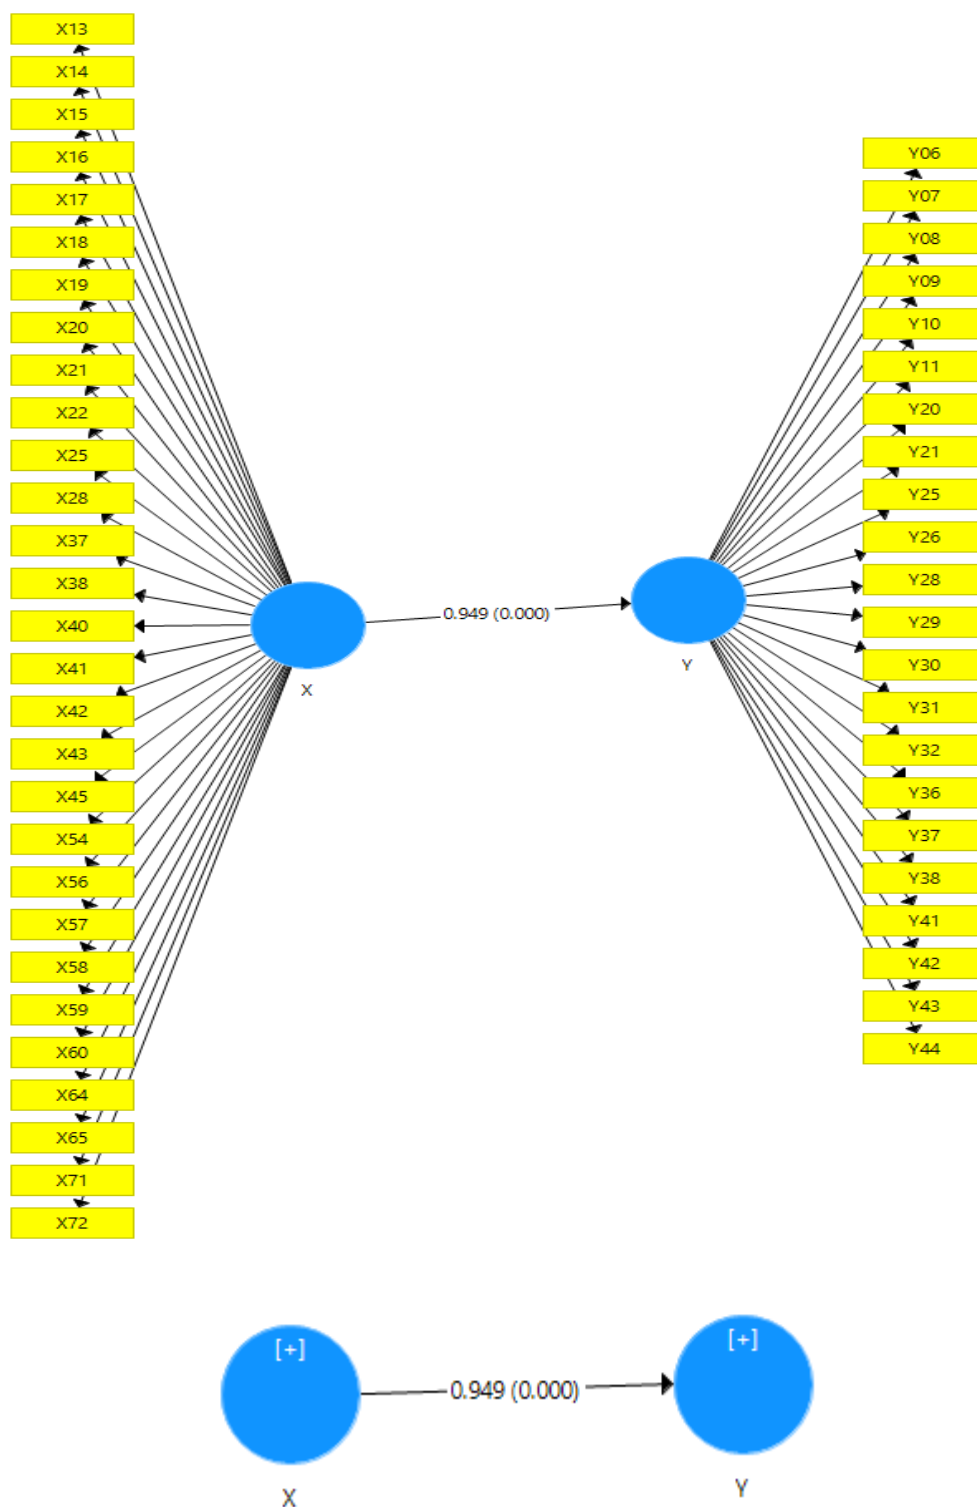 X13
X14
X15
X16
X17
X18
X19
X20
X21
X22
X25
X28
X37
X38
X40
X41
X42
X43
X45
X54
X56
X57
X58
X59
X60
X64
X65
X71
X72
X
0.949 (0.000)
Y
Y06
Y07
Y08
Y09
Y10
Y11
Y20
Y21
Y25
Y26
Y28
Y29
Y30
Y31
Y32
Y36
Y37
Y38
Y41
Y42
Y43
Y44
[+]
0.949 (0.000)
[+]
X
Y